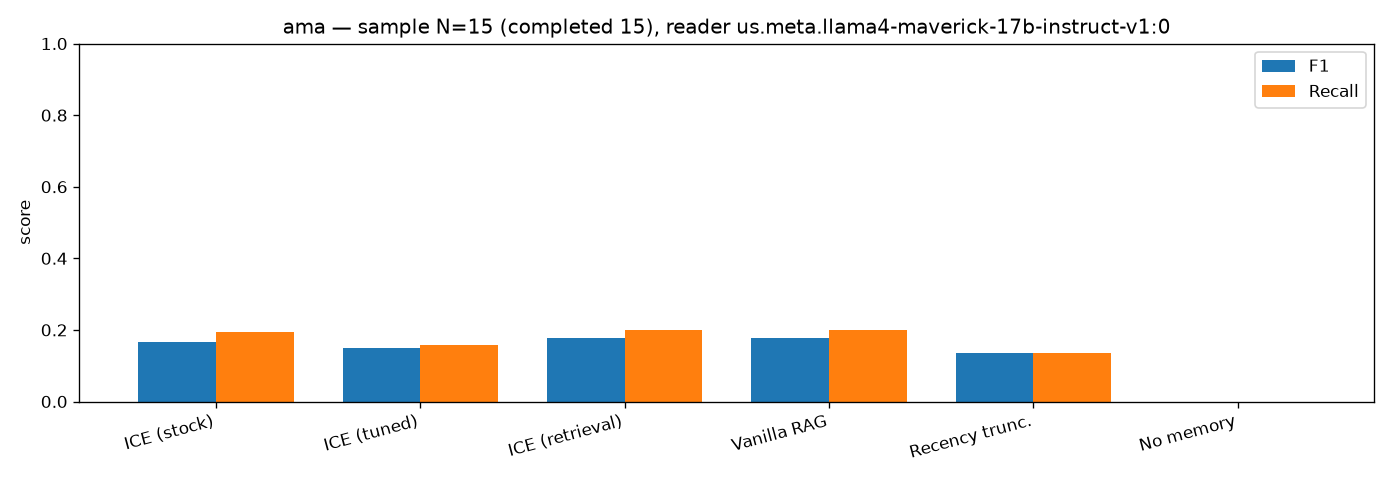 ama — sample N=15 (completed 15), reader us.meta.llama4-maverick-17b-instruct-v1:0
F1
Recall
score
1.0
0.8
0.6
0.4
0.2
0.0
ICE (stock)
ICE (tuned)
ICE (retrieval)
Vanilla RAG
Recency trunc.
No memory